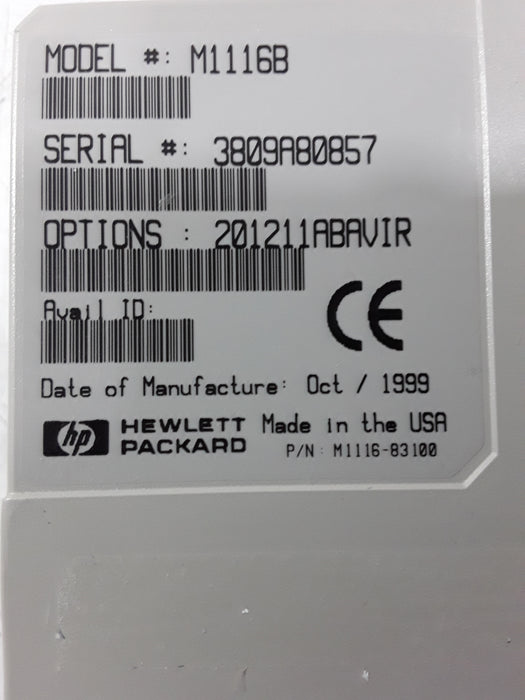 MODEL #: M1116B
SERIAL #: 3809A80857
OPTIONS : 201211ABAVIR
Avail ID:
CE
Date of Manufacture: Oct / 1999
hp HEWLETT PACKARD Made in the USA
P/N: M1116-83100